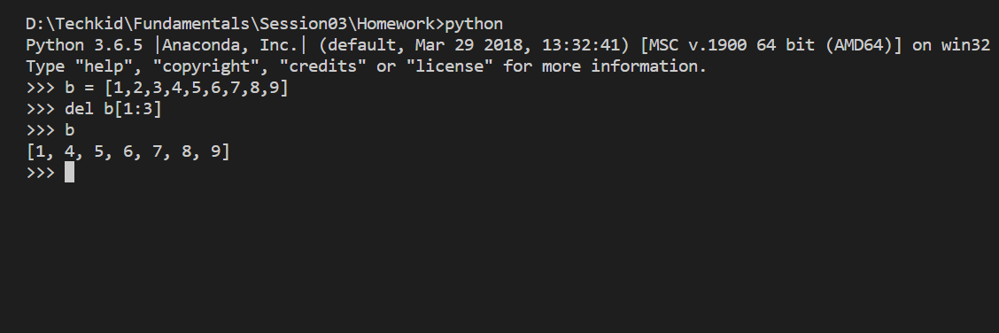 D:\Techkid\Fundamentals\Session03\Homework>python
Python 3.6.5 |Anaconda, Inc.| (default, Mar 29 2018, 13:32:41) [MSC v.1900 64 bit (AMD64)] on win32
Type "help", "copyright", "credits" or "license" for more information.
>>> b = [1,2,3,4,5,6,7,8,9]
>>> del b[1:3]
>>> b
[1, 4, 5, 6, 7, 8, 9]
>>>